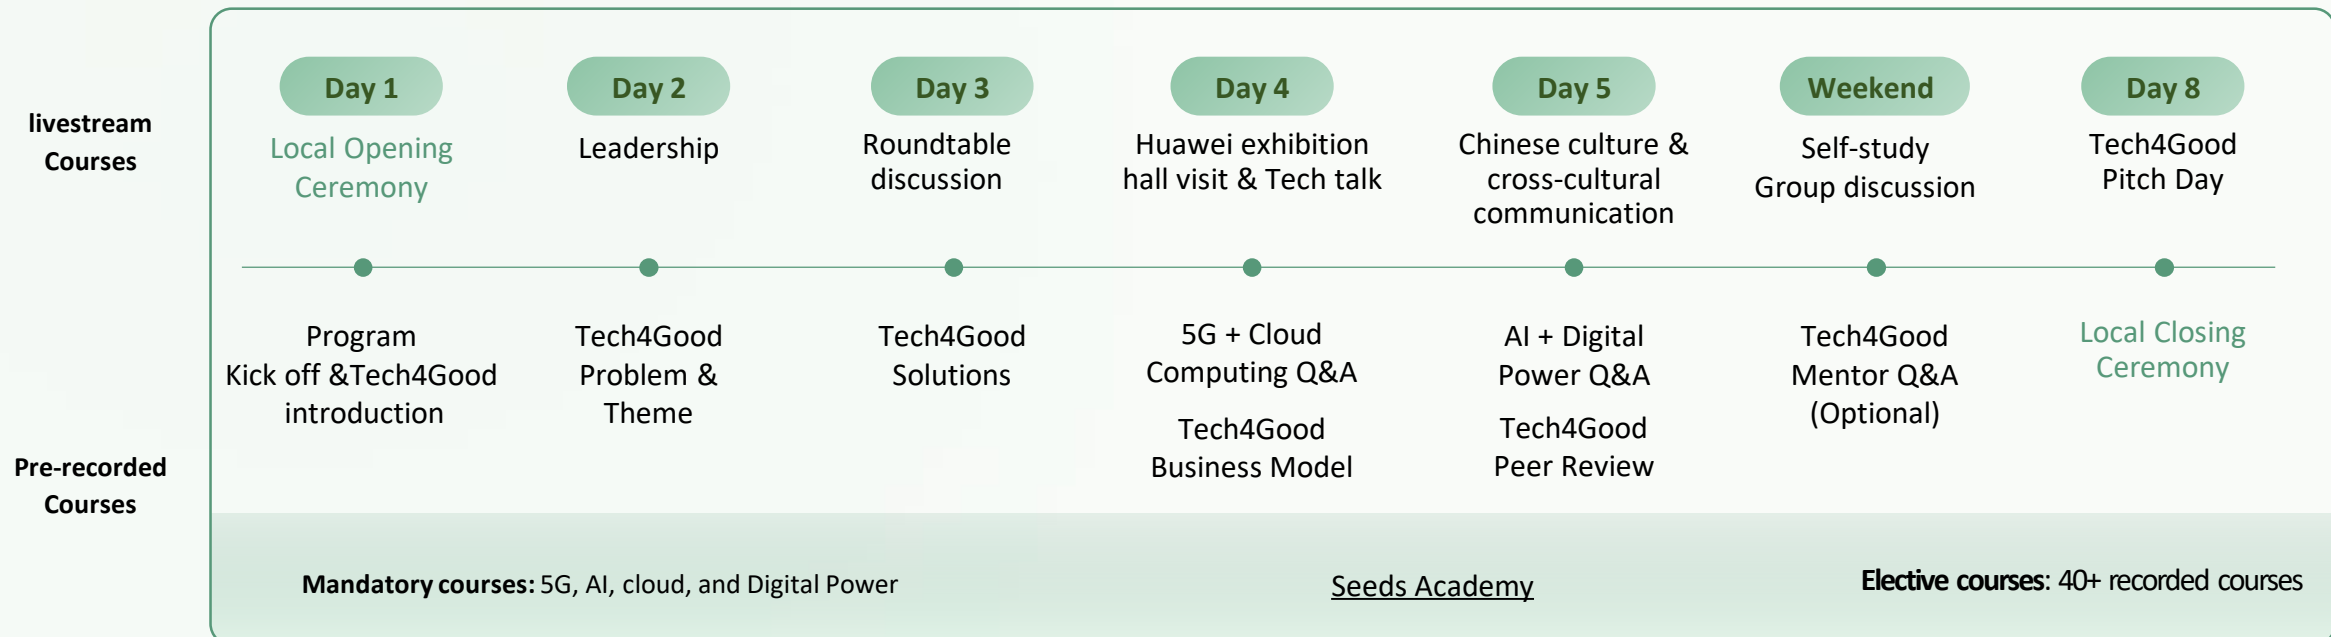 livestream
Courses
Day 1
Local Opening
Ceremony
Day 2
Leadership
Day 3
Roundtable
discussion
Day 4
Huawei exhibition
hall visit & Tech talk
Day 5
Chinese culture &
cross-cultural
communication
Weekend
Self-study
Group discussion
Day 8
Tech4Good
Pitch Day
Pre-recorded
Courses
Program
Kick off &Tech4Good
introduction
Tech4Good
Problem &
Theme
Tech4Good
Solutions
5G + Cloud
Computing Q&A
Tech4Good
Business Model
AI + Digital
Power Q&A
Tech4Good
Peer Review
Tech4Good
Mentor Q&A
(Optional)
Local Closing
Ceremony
Mandatory courses: 5G, AI, cloud, and Digital Power
Seeds Academy
Elective courses: 40+ recorded courses